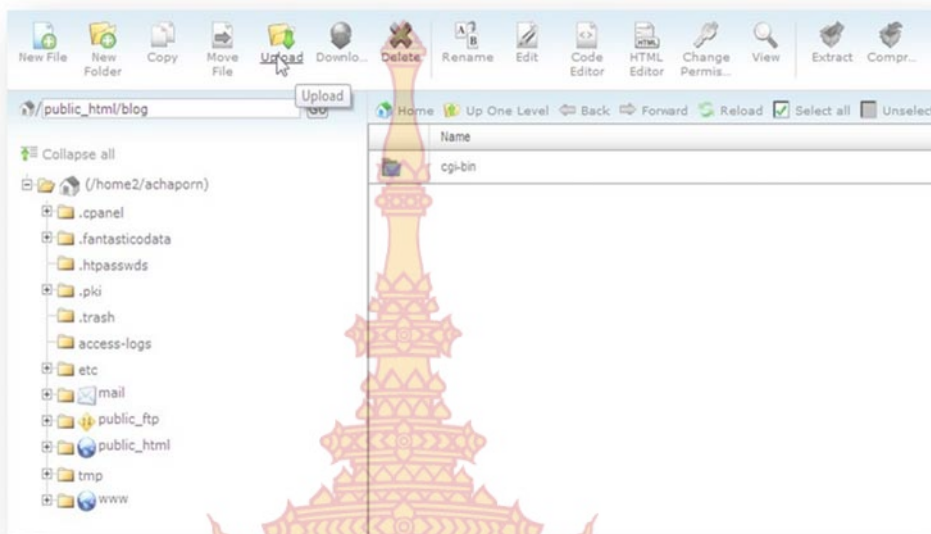 New File New Folder Copy Move File Upload Downlo... Delete Rename Edit Code Editor HTML Editor Change Permis... View Extract Compr...
Upload
/public_html/blog GO
Home Up One Level Back Forward Reload Select all Unselect
Name
Collapse all
cgi-bin
(/home2/achaporn)
.cpanel
.fantasticodata
.htpasswds
.pki
.trash
access-logs
etc
mail
public_ftp
public_html
tmp
www